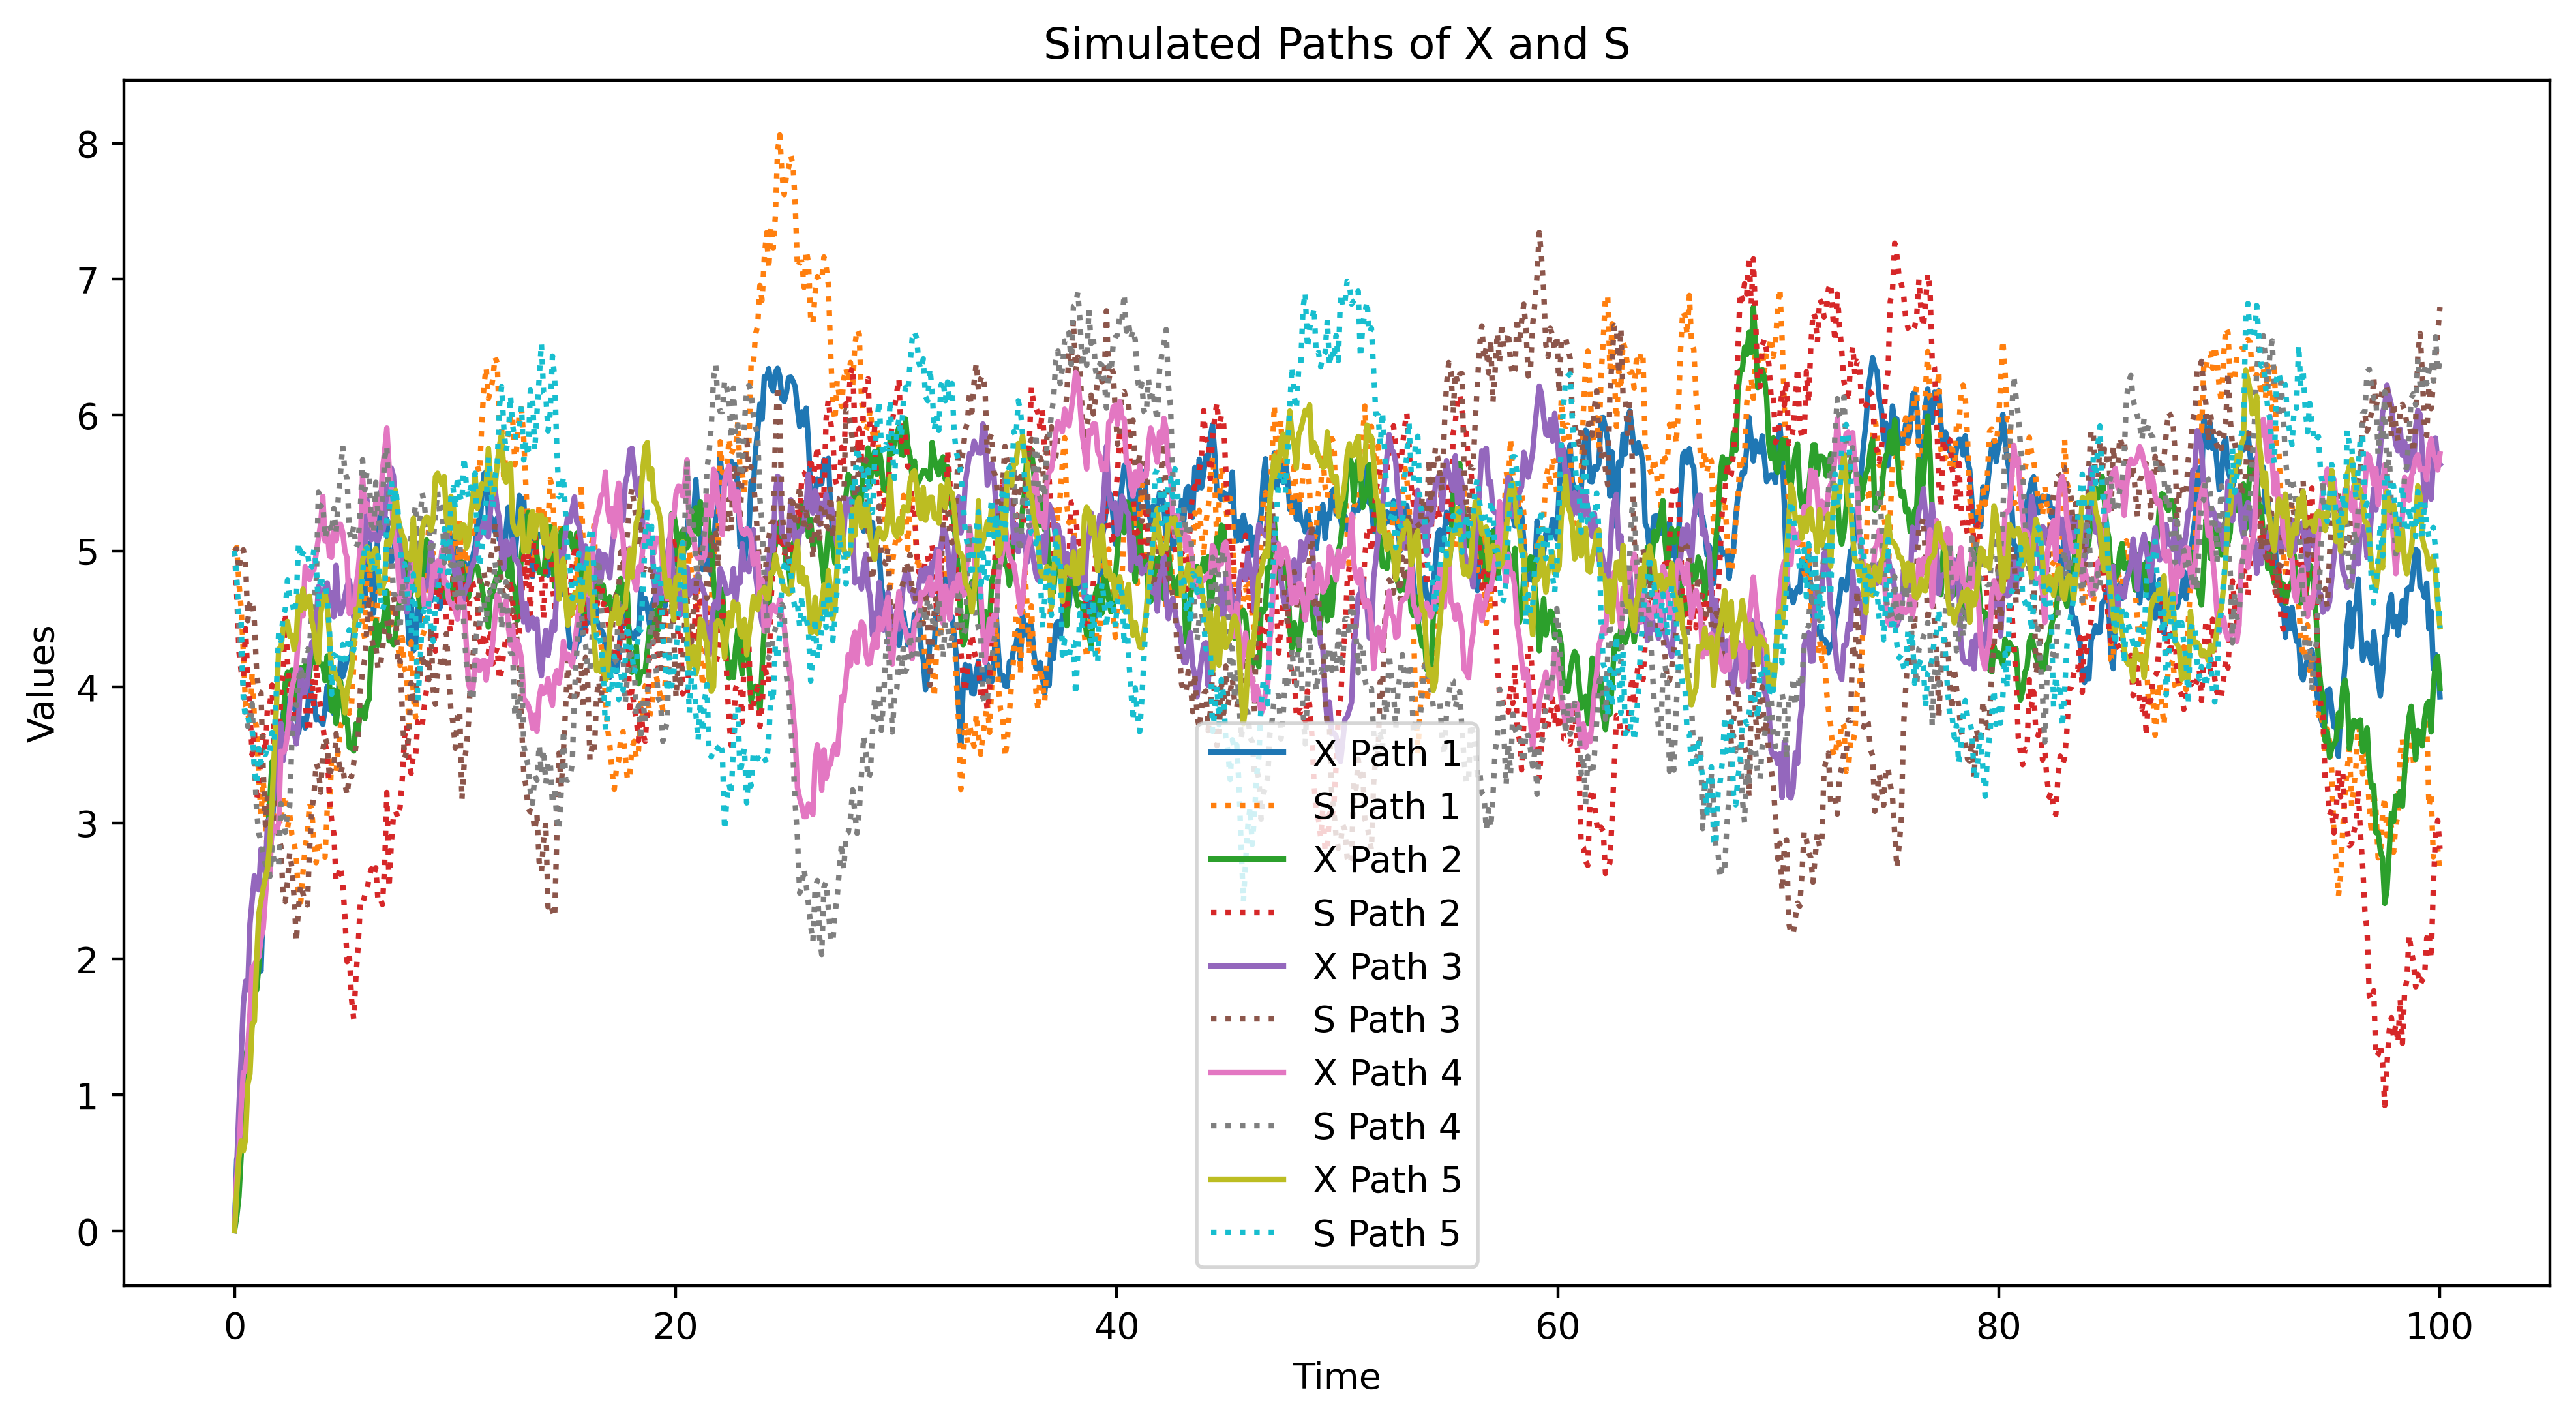 Simulated Paths of X and S
Values
8
7
6
5
4
3
2
1
0
X Path 1
S Path 1
X Path 2
S Path 2
X Path 3
S Path 3
X Path 4
S Path 4
X Path 5
S Path 5
0 20 40 60 80 100
Time